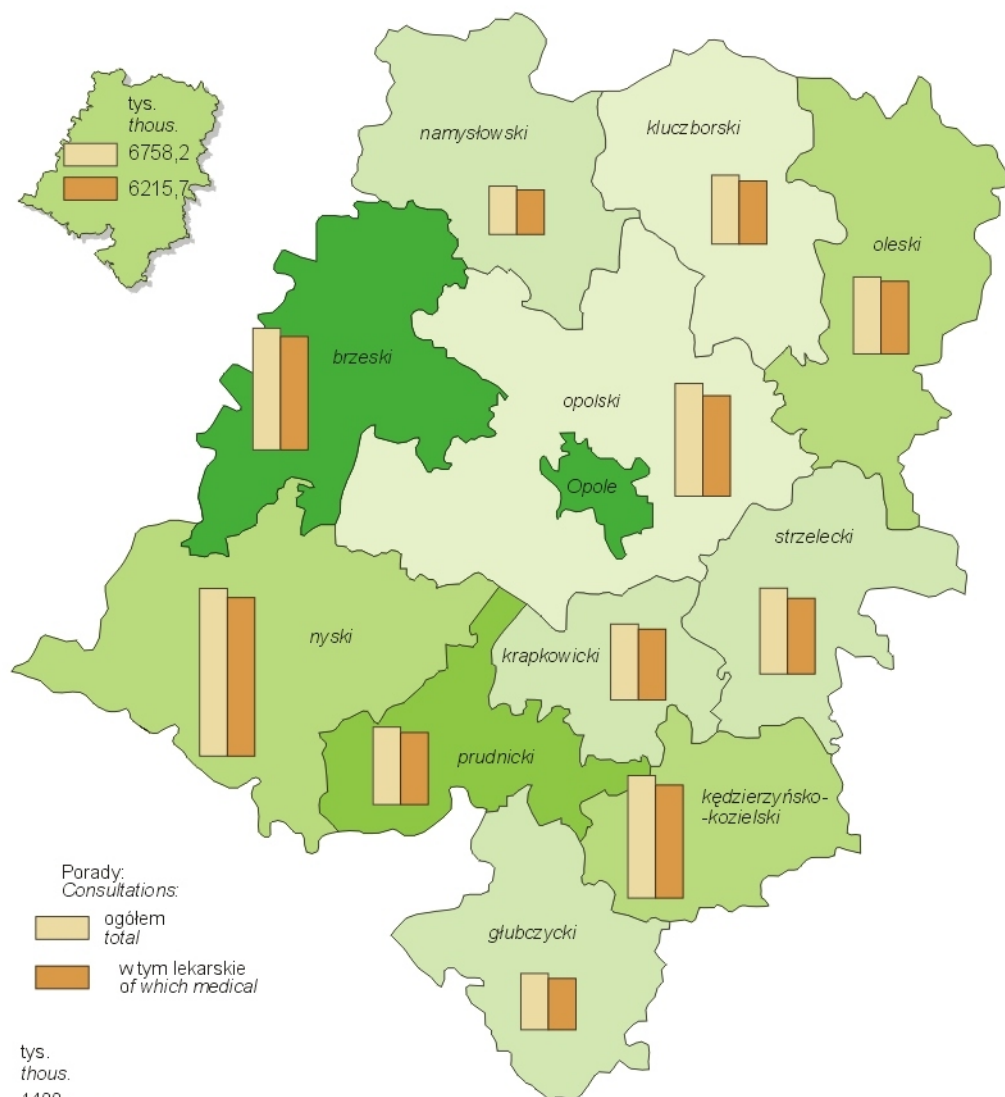 tys.
thous.
6758,2
6215,7
namysłowski
kluczborski
oleski
brzeski
opolski
Opole
strzelecki
nyski
krapkowicki
prudnicki
kędzierzyńsko-
-kozielski
głubczycki
Porady:
Consultations:
ogółem
total
w tym lekarskie
of which medical
tys.
thous.